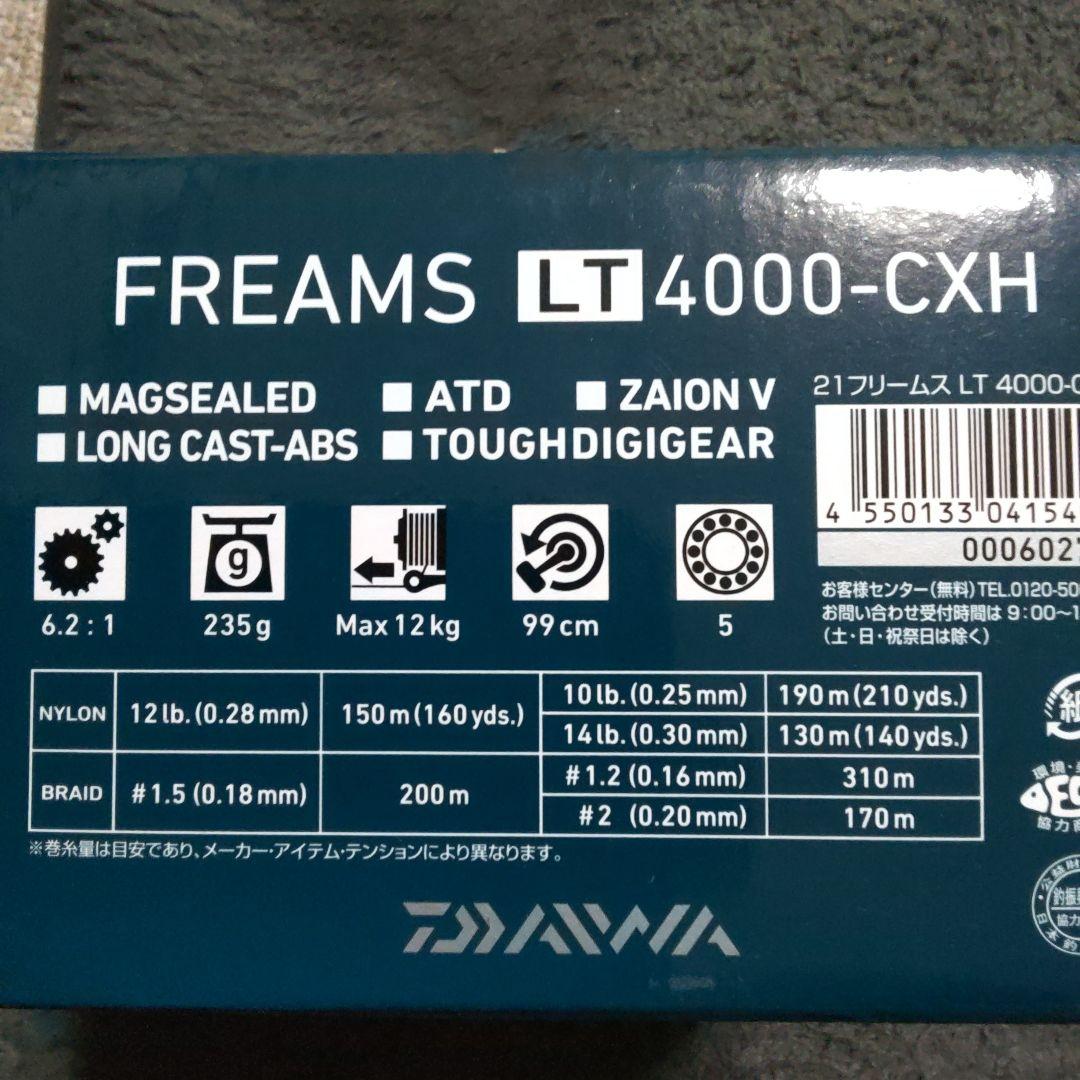 FREAMS LT 4000-CXH
■ MAGSEALED ■ ATD ■ ZAION V
■ LONG CAST-ABS ■ TOUGHDIGIGEAR
21フリームス LT 4000-C
4 550133 04154
0006027
お客様センター(無料)TEL.0120-50
お問い合わせ受付時間は 9:00~1
(土・日・祝祭日は除く)
g
6.2:1 235g Max 12kg 99cm 5
NYLON 12lb.(0.28mm) 150m(160yds.) 10lb.(0.25mm) 190m(210yds.)
14lb.(0.30mm) 130m(140yds.)
BRAID #1.5(0.18mm) 200m #1.2(0.16mm) 310m
#2 (0.20mm) 170m
※巻糸量は目安であり、メーカー・アイテム・テンションにより異なります。
環境・
協力商
DAIWA